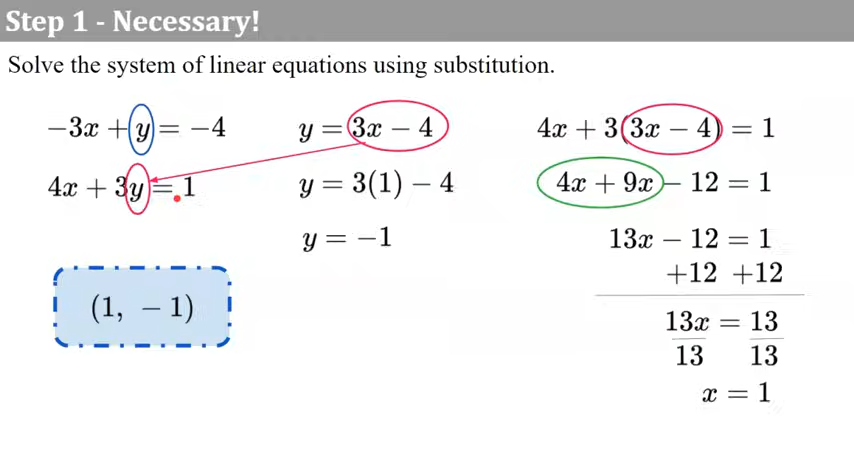 Step 1 - Necessary!
Solve the system of linear equations using substitution.
−3x + y = −4
4x + 3y = 1
(1, −1)
y = 3x − 4
y = 3(1) − 4
y = −1
4x + 3(3x − 4) = 1
4x + 9x − 12 = 1
13x − 12 = 1
+12 +12
13x = 13
13 13
x = 1